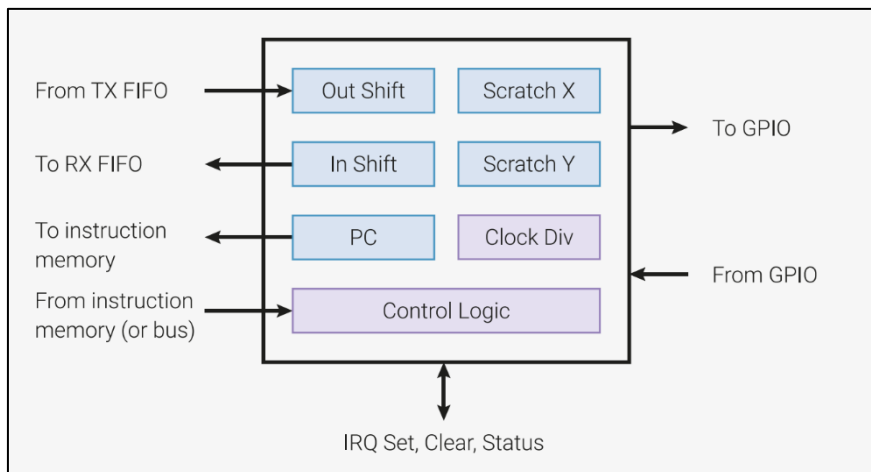 From TX FIFO
Out Shift
Scratch X
To GPIO
To RX FIFO
In Shift
Scratch Y
To instruction
memory
PC
Clock Div
From GPIO
From instruction
memory (or bus)
Control Logic
IRQ Set, Clear, Status